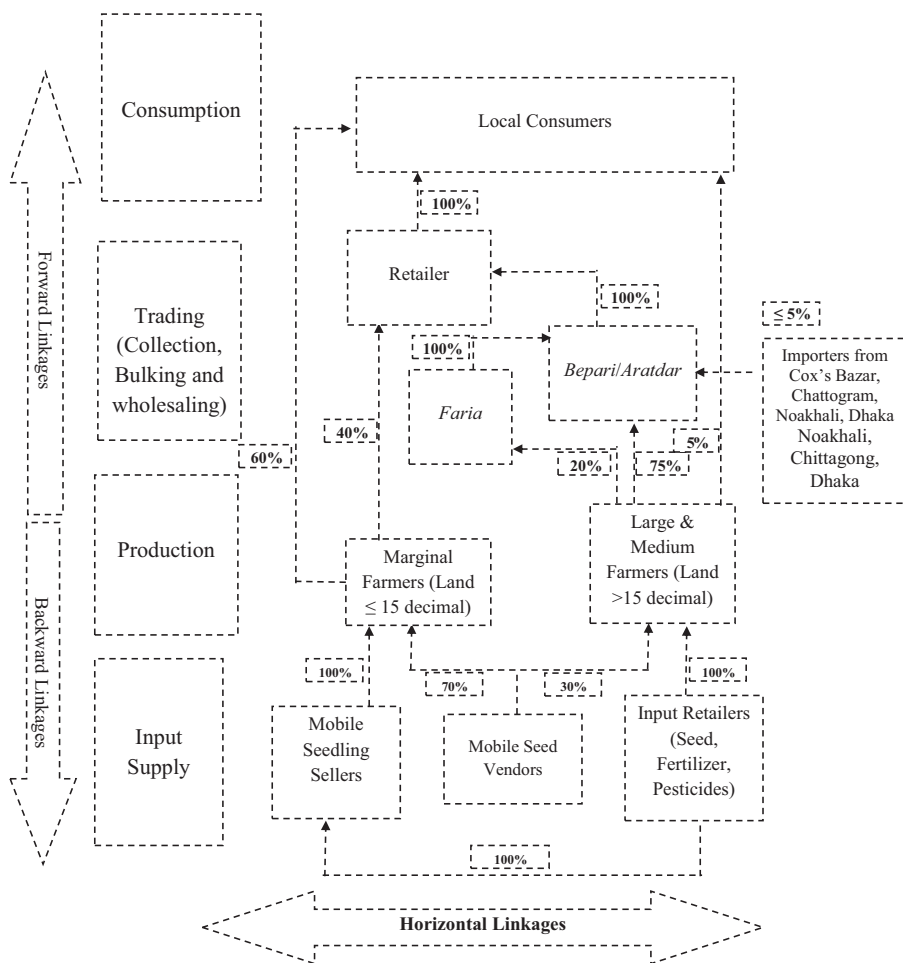 Consumption
Local Consumers
100%
Forward Linkages
Retailer
Trading
(Collection,
Bulking and
wholesaling)
100%
≤ 5%
100%
Bepari/Aratdar
Importers from
Cox's Bazar,
Chattogram,
Noakhali, Dhaka
Noakhali,
Chittagong,
Dhaka
Faria
40%
60%
20%
75%
5%
Production
Marginal
Farmers (Land
≤ 15 decimal)
Large &
Medium
Farmers (Land
>15 decimal)
Backward Linkages
100%
70%
30%
100%
Input
Supply
Mobile
Seedling
Sellers
Mobile Seed
Vendors
Input Retailers
(Seed,
Fertilizer,
Pesticides)
100%
Horizontal Linkages